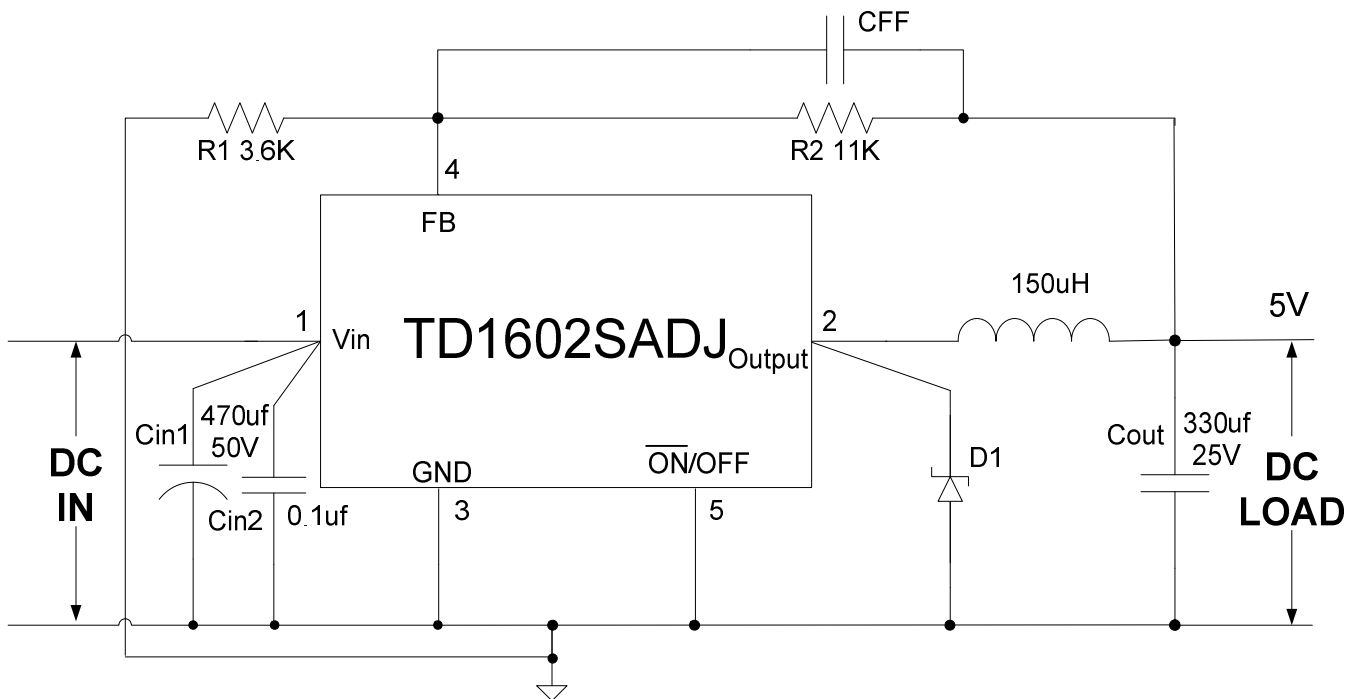 CFF
R1 3.6K
R2 11K
4
FB
150uH
5V
1
Vin
TD1602SADJ
Output
2
Cin1
470uf
50V
Cin2
0.1uf
GND
3
ON/OFF
5
D1
Cout
330uf
25V
DC
IN
DC
LOAD